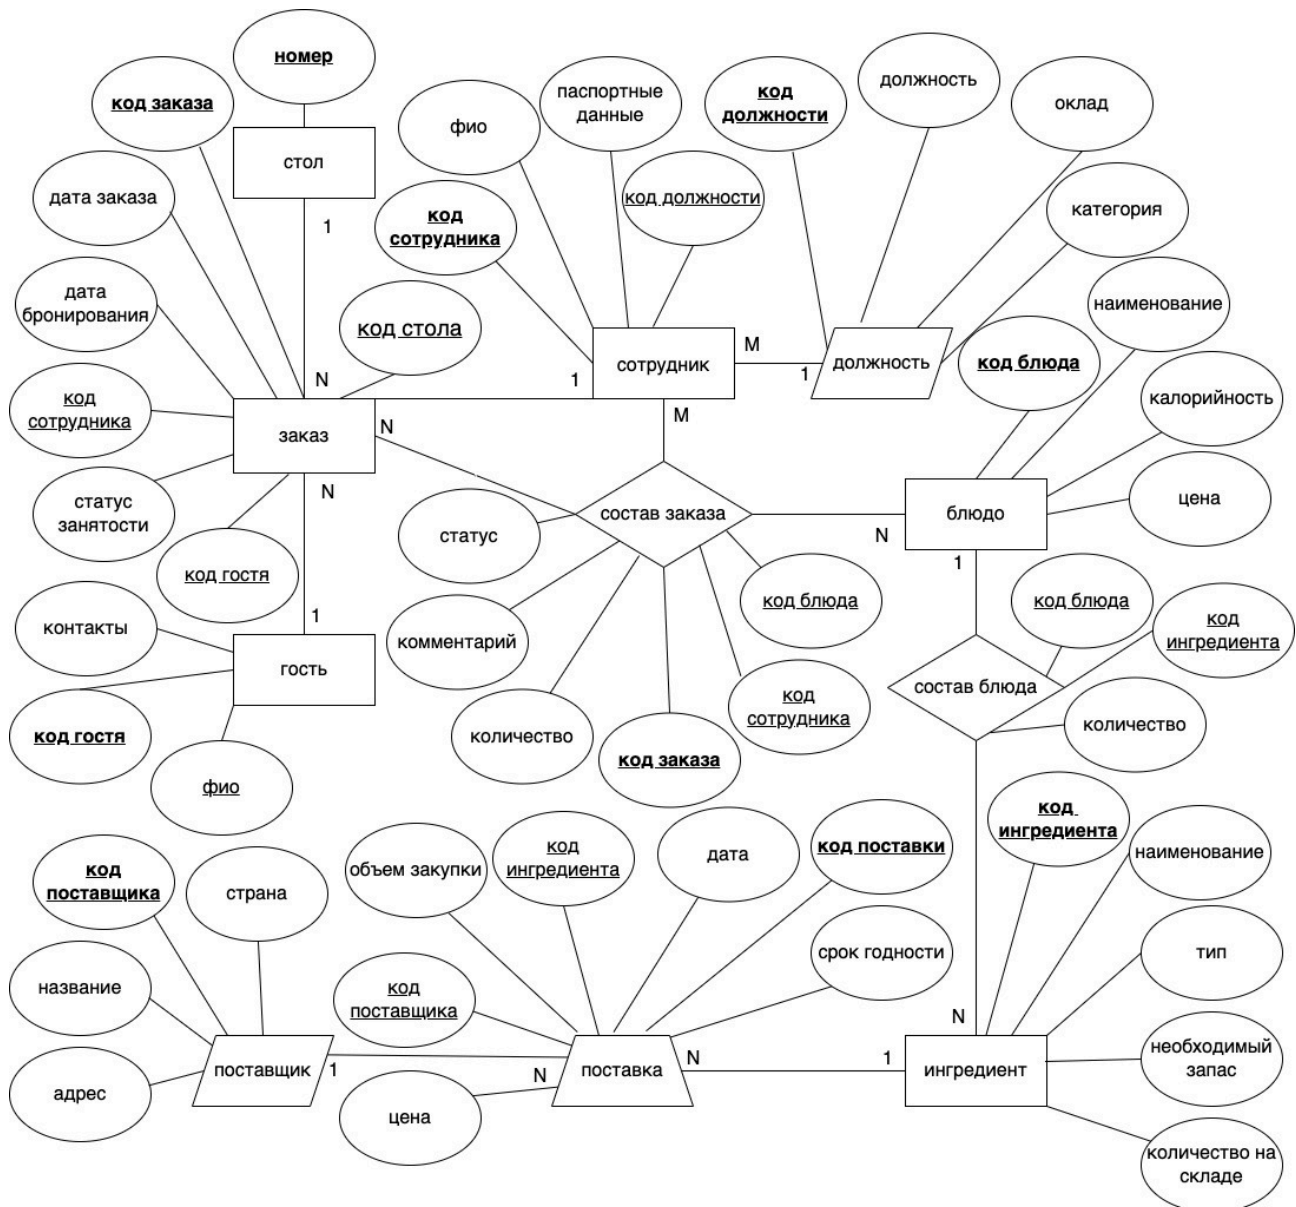 номер
код заказа
стол
дата заказа
1
дата
бронирования
код стола
N
код
сотрудника
заказ
N
статус
занятости
N
код гостя
контакты
1
гость
код гостя
фио
фио
паспортные
данные
код
должности
должность
оклад
код должности
код
сотрудника
категория
наименование
сотрудник
M
1
должность
1
код блюда
калорийность
M
цена
состав заказа
блюдо
N
статус
1
код блюда
комментарий
код блюда
код
ингредиента
состав блюда
количество
код
сотрудника
количество
код заказа
код
поставщика
страна
объем закупки
код
ингредиента
дата
код поставки
код
ингредиента
наименование
название
код
поставщика
срок годности
тип
N
поставщик
1
N
поставка
N
1
ингредиент
необходимый
запас
адрес
цена
количество на
складе